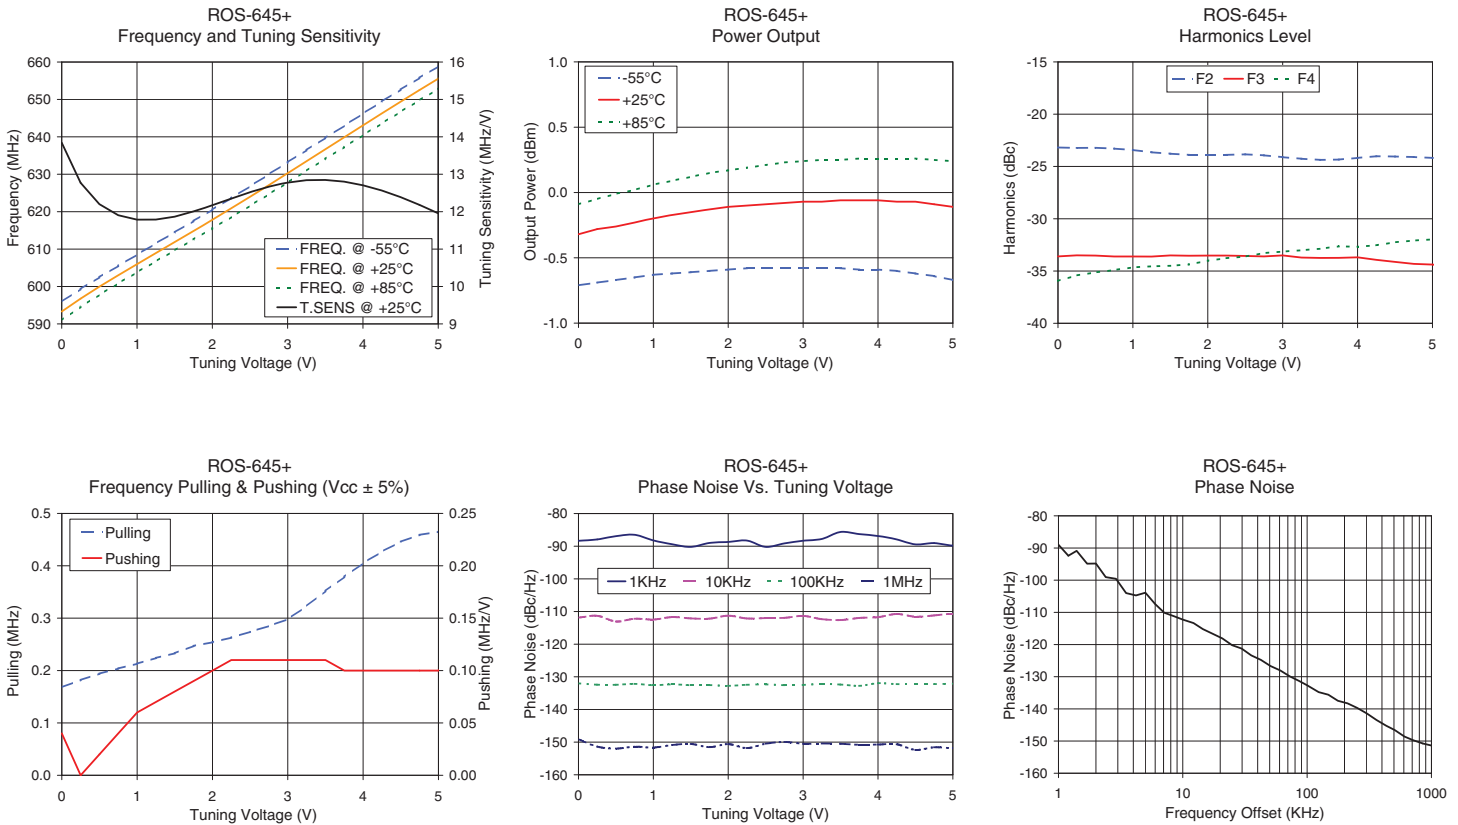 ROS-645+
Frequency and Tuning Sensitivity
660
650
640
630
620
610
600
590
16
15
14
13
12
11
10
9
Frequency (MHz)
Tuning Sensitivity (MHz/V)
FREQ. @ -55°C
FREQ. @ +25°C
FREQ. @ +85°C
T.SENS @ +25°C
0 1 2 3 4 5
Tuning Voltage (V)
ROS-645+
Power Output
1.0
0.5
0.0
-0.5
-1.0
Output Power (dBm)
-55°C
+25°C
+85°C
0 1 2 3 4 5
Tuning Voltage (V)
ROS-645+
Harmonics Level
-15
-20
-25
-30
-35
-40
Harmonics (dBc)
F2 F3 F4
0 1 2 3 4 5
Tuning Voltage (V)
ROS-645+
Frequency Pulling & Pushing (Vcc ± 5%)
0.5
0.4
0.3
0.2
0.1
0.0
0.25
0.20
0.15
0.10
0.05
0.00
Pulling (MHz)
Pushing (MHz/V)
Pulling
Pushing
0 1 2 3 4 5
Tuning Voltage (V)
ROS-645+
Phase Noise Vs. Tuning Voltage
-80
-90
-100
-110
-120
-130
-140
-150
-160
Phase Noise (dBc/Hz)
1KHz 10KHz 100KHz 1MHz
0 1 2 3 4 5
Tuning Voltage (V)
ROS-645+
Phase Noise
-80
-90
-100
-110
-120
-130
-140
-150
-160
Phase Noise (dBc/Hz)
1 10 100 1000
Frequency Offset (KHz)